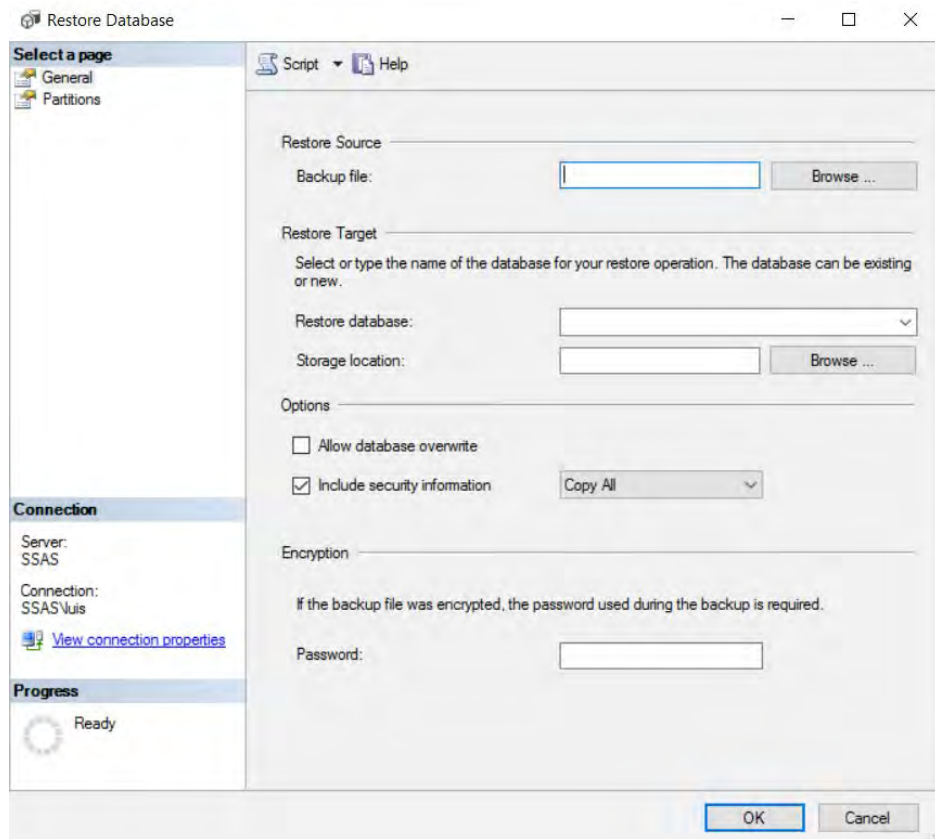 Restore Database
Select a page
General
Partitions
Script
Help
Restore Source
Backup file:
Browse ...
Restore Target
Select or type the name of the database for your restore operation. The database can be existing
or new.
Restore database:
Storage location:
Browse ...
Options
Allow database overwrite
Include security information
Copy All
Connection
Server:
SSAS
Connection:
SSAS\luis
View connection properties
Encryption
If the backup file was encrypted, the password used during the backup is required.
Password:
Progress
Ready
OK
Cancel